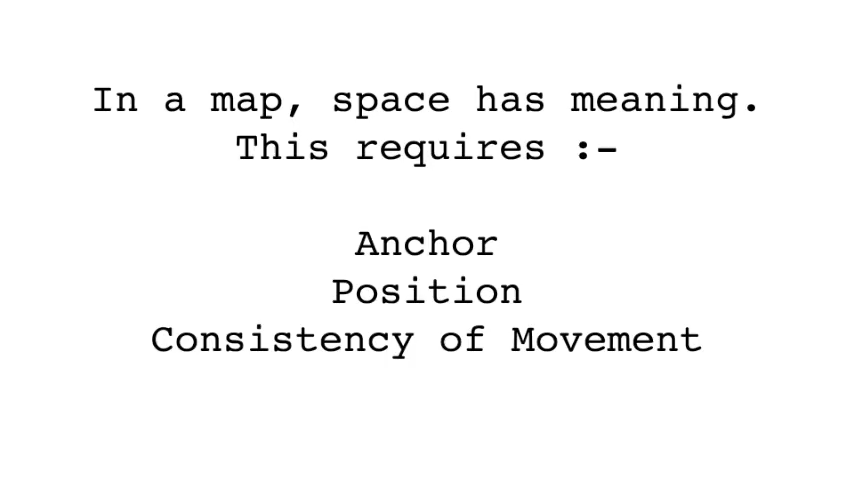 In a map, space has meaning.
This requires :-
Anchor
Position
Consistency of Movement